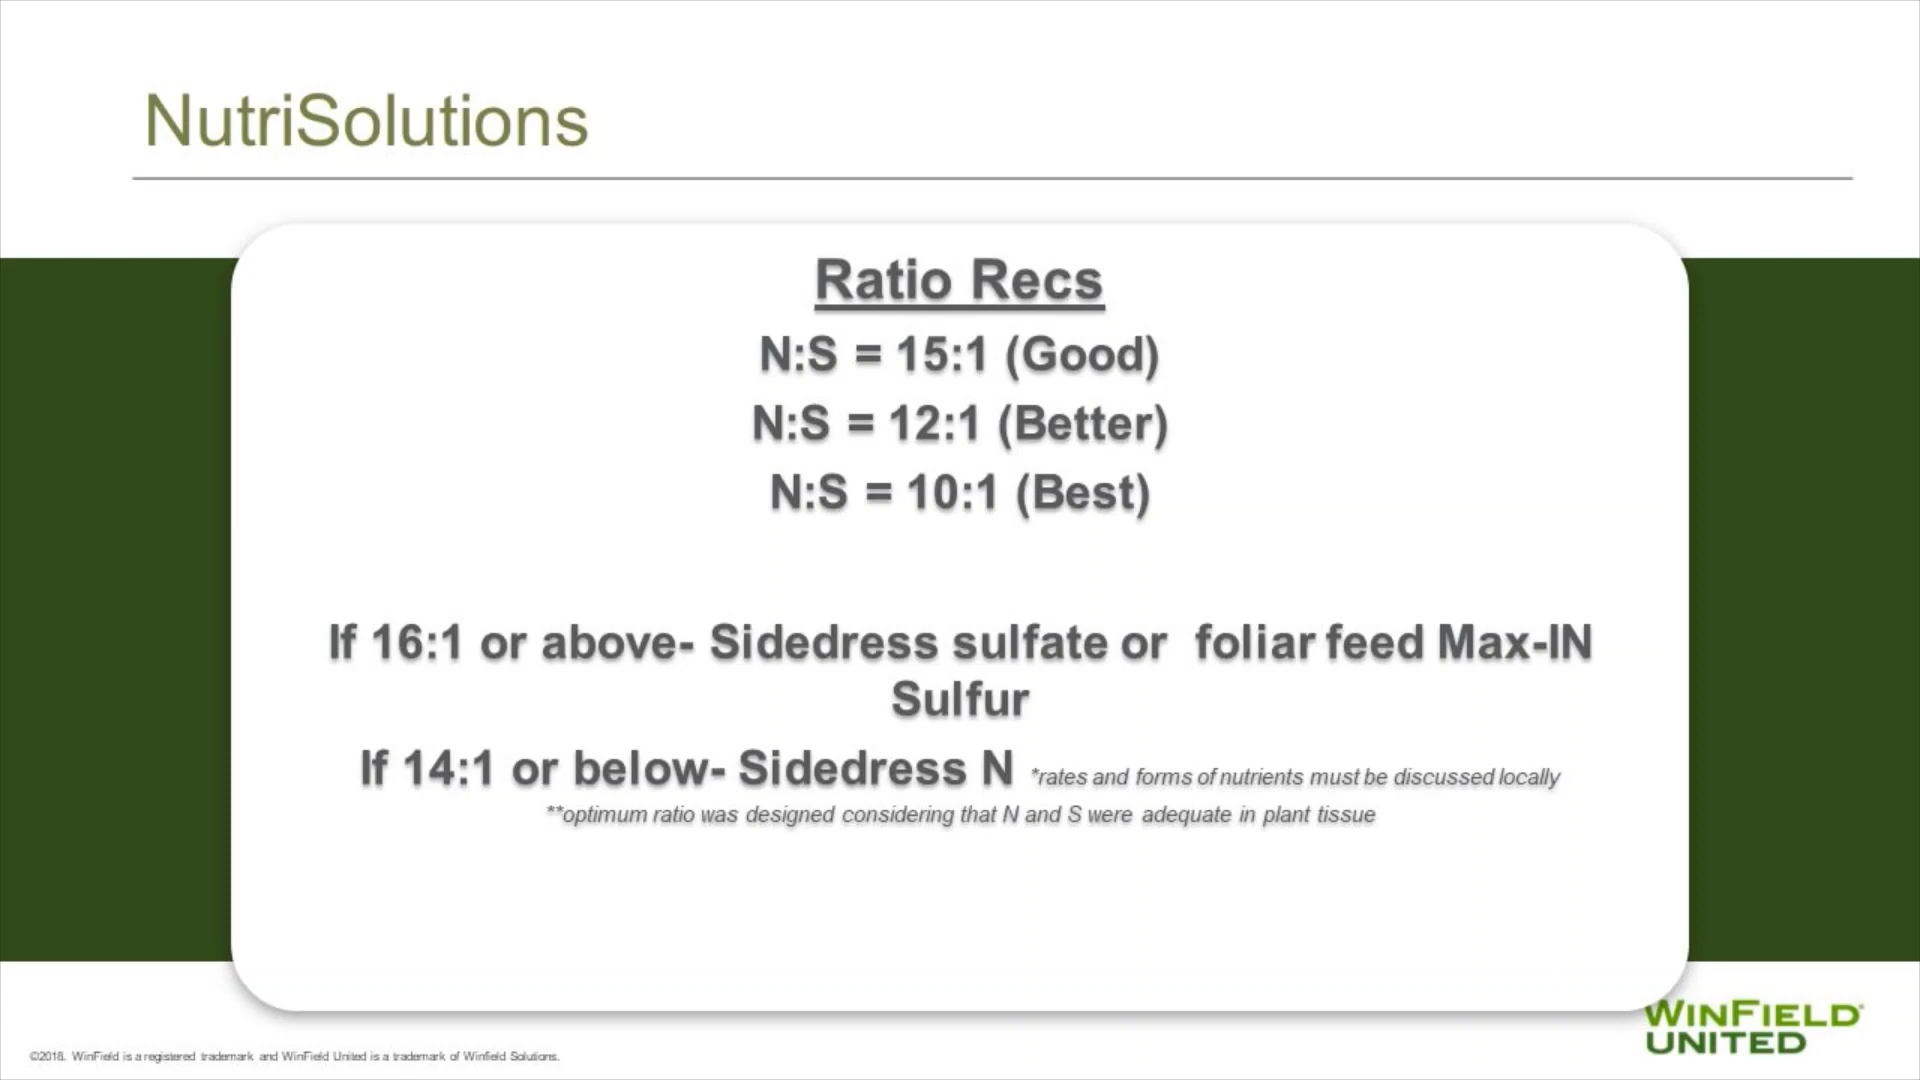 NutriSolutions
Ratio Recs
N:S = 15:1 (Good)
N:S = 12:1 (Better)
N:S = 10:1 (Best)
If 16:1 or above- Sidedress sulfate or foliar feed Max-IN
Sulfur
If 14:1 or below- Sidedress N *rates and forms of nutrients must be discussed locally
**optimum ratio was designed considering that N and S were adequate in plant tissue
WINFIELD®
UNITED
©2018. WinField is a registered trademark and WinField United is a trademark of Winfield Solutions.